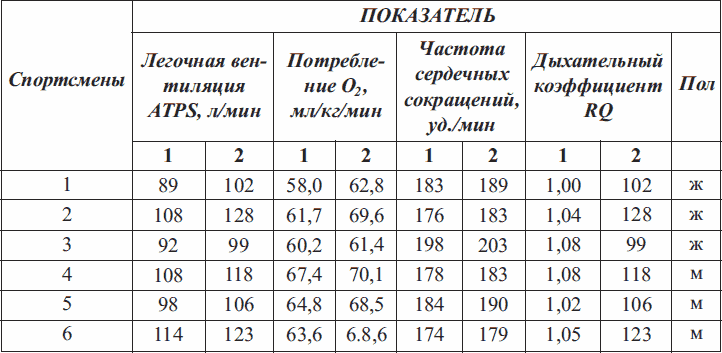 ПОКАЗАТЕЛЬ
Спортсмены
Легочная вен-
тиляция
ATPS, л/мин
Потребле-
ние O2,
мл/кг/мин
Частота
сердечных
сокращений,
уд./мин
Дыхательный
коэффициент
RQ
Пол
1 2 1 2 1 2 1 2
1 89 102 58,0 62,8 183 189 1,00 102 ж
2 108 128 61,7 69,6 176 183 1,04 128 ж
3 92 99 60,2 61,4 198 203 1,08 99 ж
4 108 118 67,4 70,1 178 183 1,08 118 м
5 98 106 64,8 68,5 184 190 1,02 106 м
6 114 123 63,6 6.8,6 174 179 1,05 123 м